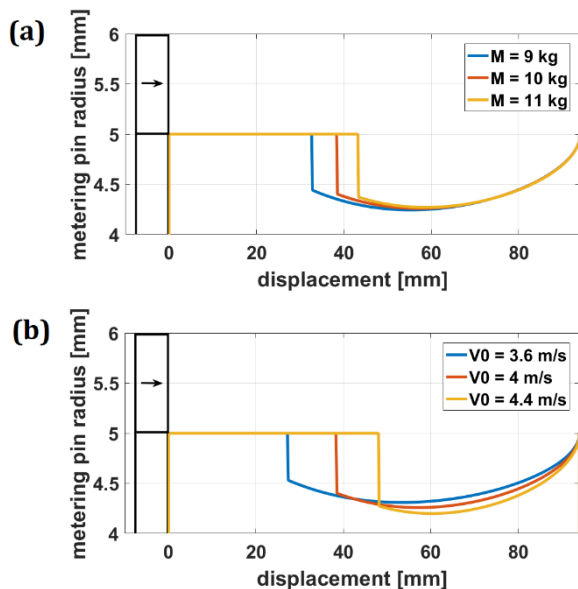 (a)
metering pin radius [mm]
6
5.5
5
4.5
4
M = 9 kg
M = 10 kg
M = 11 kg
0
20
40
60
80
displacement [mm]
(b)
metering pin radius [mm]
6
5.5
5
4.5
4
V0 = 3.6 m/s
V0 = 4 m/s
V0 = 4.4 m/s
0
20
40
60
80
displacement [mm]